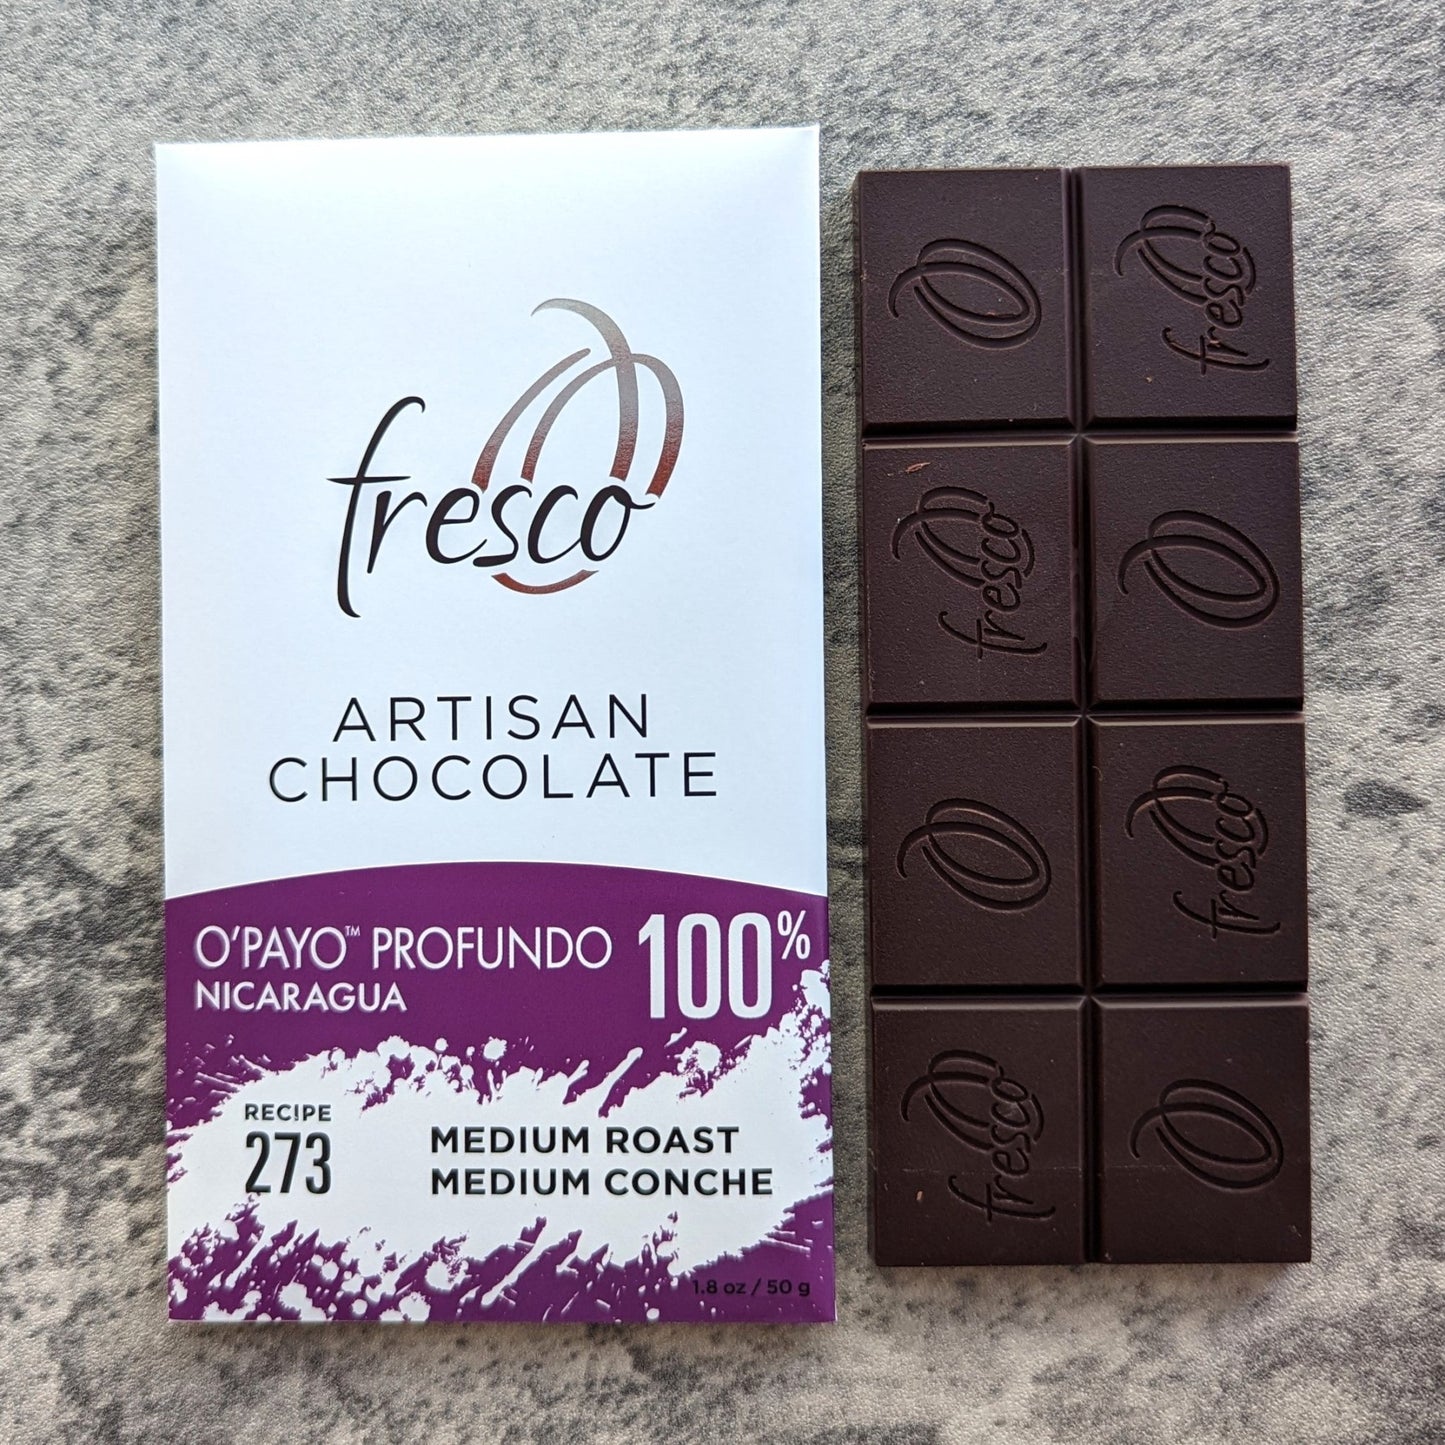 fresco
ARTISAN
CHOCOLATE
O'PAYO™ PROFUNDO 100%
NICARAGUA
RECIPE
273
MEDIUM ROAST
MEDIUM CONCHE
1.8 oz / 50 g
fresco
fresco
fresco
fresco